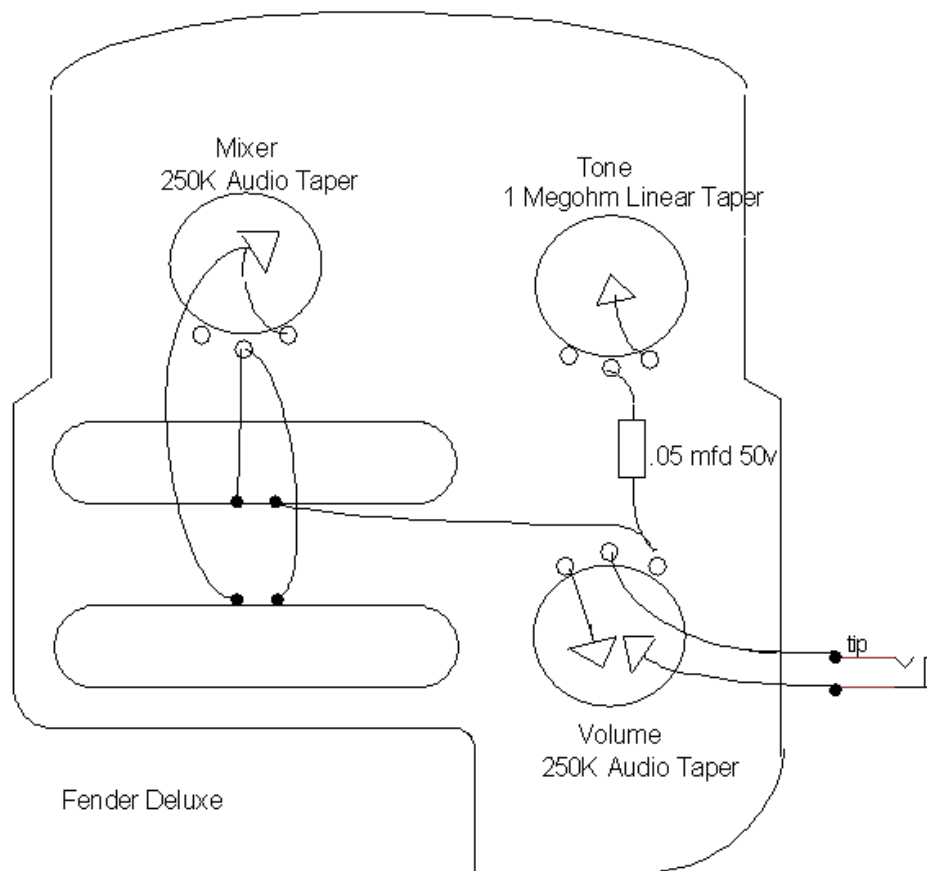 Mixer
250K Audio Taper
Tone
1 Megohm Linear Taper
.05 mfd 50v
tip
Volume
250K Audio Taper
Fender Deluxe